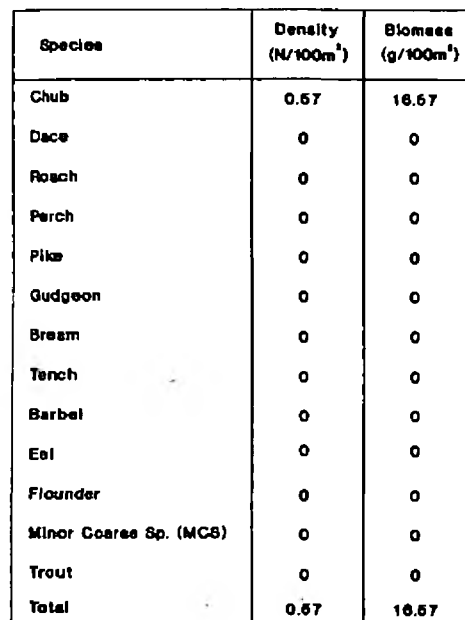 Species Density (N/100m²) Biomass (g/100m²)
Chub 0.57 16.57
Dace 0 0
Roach 0 0
Perch 0 0
Pike 0 0
Gudgeon 0 0
Bream 0 0
Tench 0 0
Barbel 0 0
Eel 0 0
Flounder 0 0
Minor Coarse Sp. (MCS) 0 0
Trout 0 0
Total 0.57 16.57